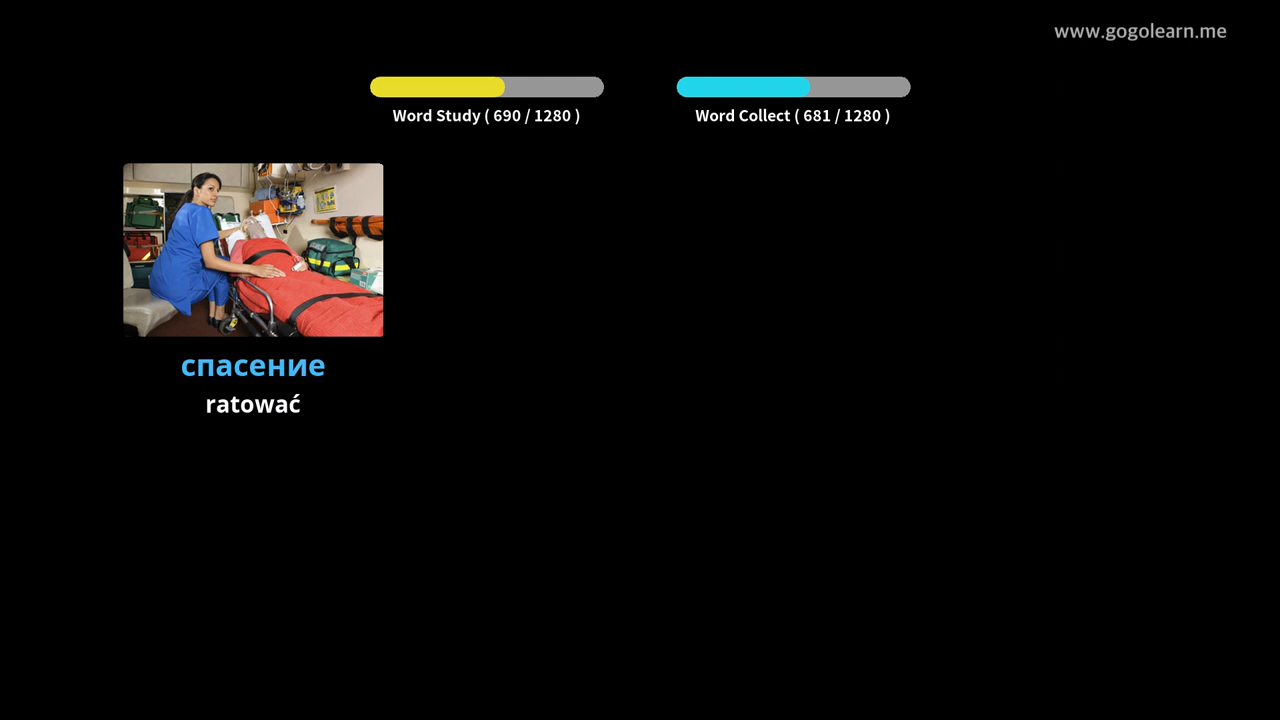 www.gogolearn.me
Word Study ( 690 / 1280 )
Word Collect ( 681 / 1280 )
спасение
ratować